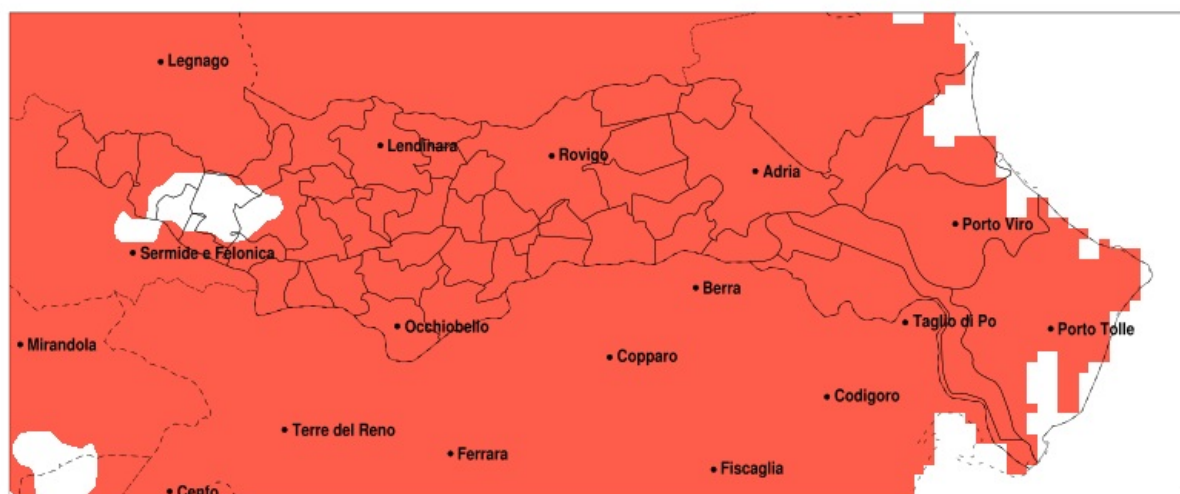 Legnago
Lendinara
Rovigo
Adria
Porto Viro
Sermide e Felonica
Berra
Occhiobello
Taglio di Po
Porto Tolle
Mirandola
Copparo
Codigoro
Terre del Reno
Ferrara
Fiscaglia
Cento